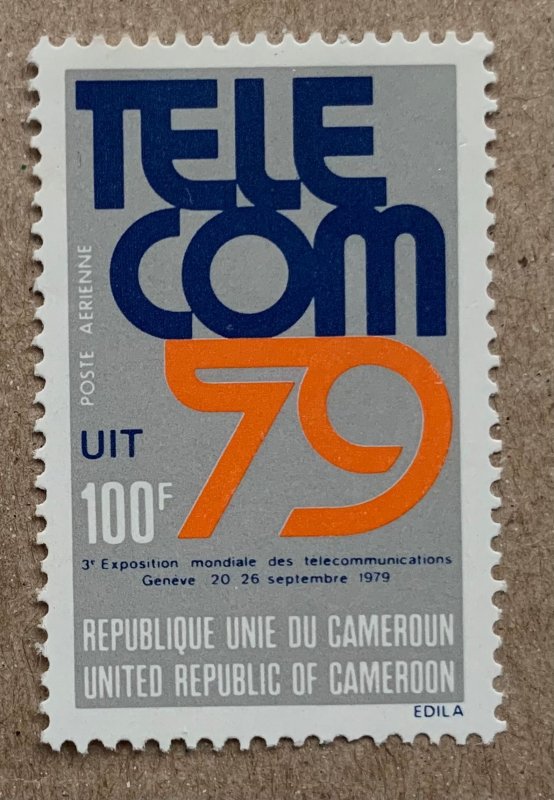 TELE
COM
79
POSTE AERIENNE
UIT
100F
3e Exposition mondiale des télécommunications
Genève 20 26 septembre 1979
REPUBLIQUE UNIE DU CAMEROUN
UNITED REPUBLIC OF CAMEROON
EDILA